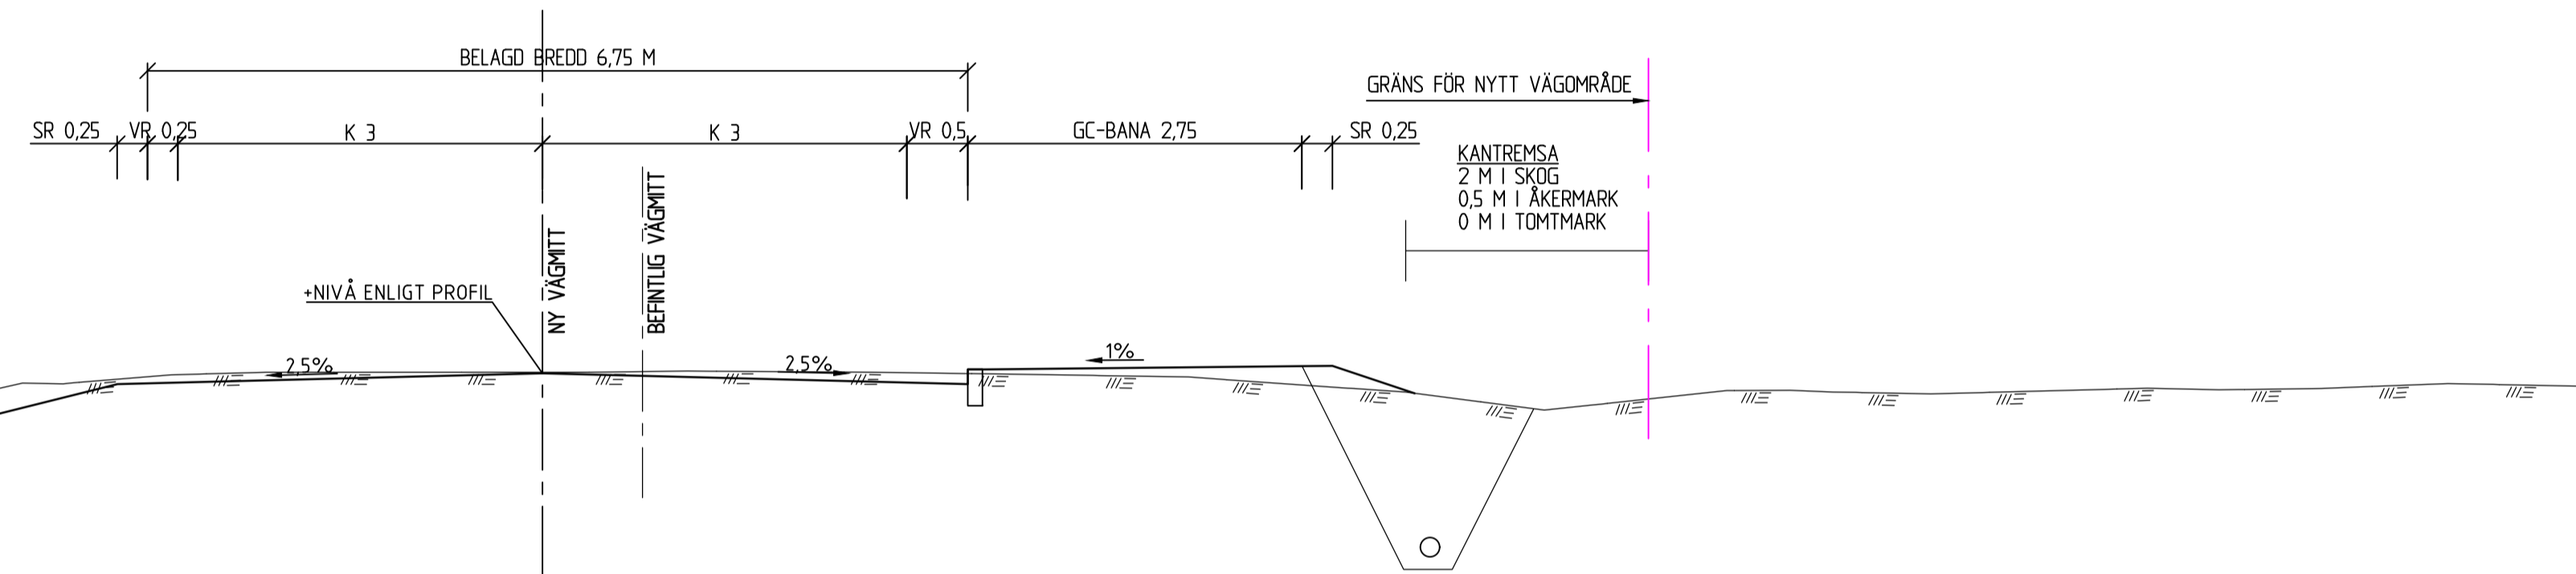 BELAGD BREDD 6,75 M
GRÄNS FÖR NYTT VÄGOMRÅDE
SR 0,25
VR 0,25
K 3
K 3
VR 0,5
GC-BANA 2,75
SR 0,25
KANTREMSA
2 M I SKOG
0,5 M I ÅKERMARK
0 M I TOMTMARK
NY VÄGMITT
BEFINTLIG VÄGMITT
+NIVÅ ENLIGT PROFIL
2,5%
2,5%
1%